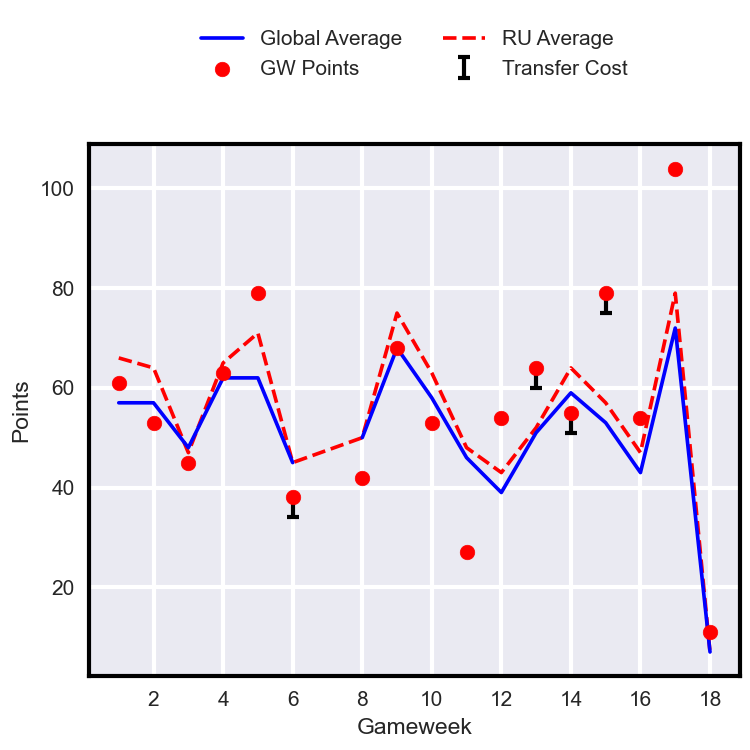 Global Average
RU Average
GW Points
Transfer Cost
100
80
60
40
20
Points
2 4 6 8 10 12 14 16 18
Gameweek